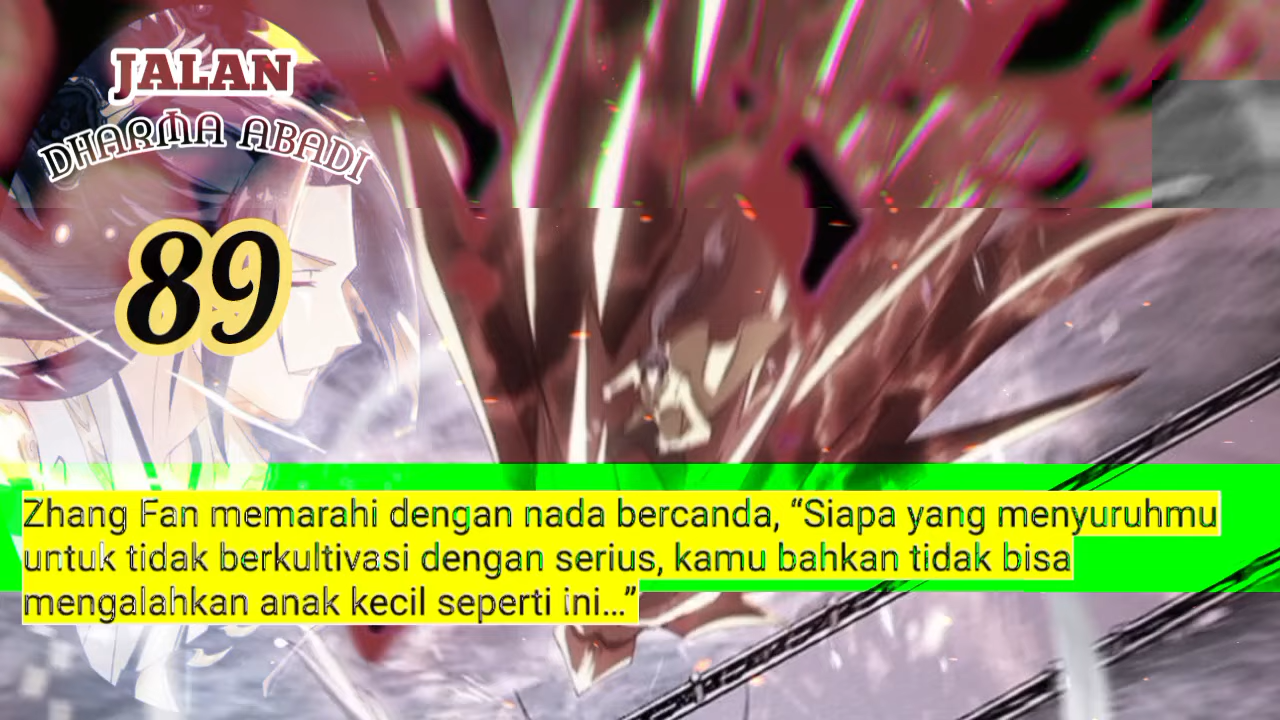 JALAN
DHARMA ABADI
89
Zhang Fan memarahi dengan nada bercanda, “Siapa yang menyuruhmu
untuk tidak berkultivasi dengan serius, kamu bahkan tidak bisa
mengalahkan anak kecil seperti ini…”